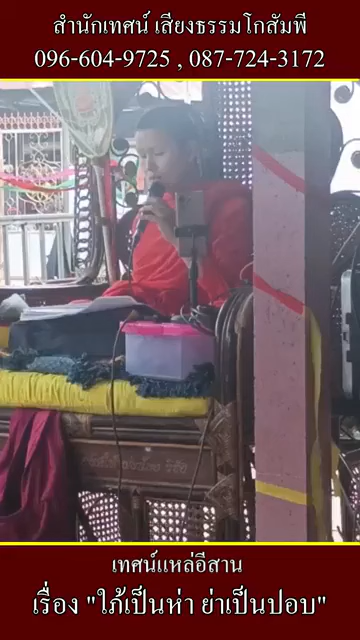 สำนักเทศน์ เสียงธรรมโกสัมพี
096-604-9725 , 087-724-3172
เทศน์แหล่อีสาน
เรื่อง "ใภ้เป็นห่า ย่าเป็นปอบ"